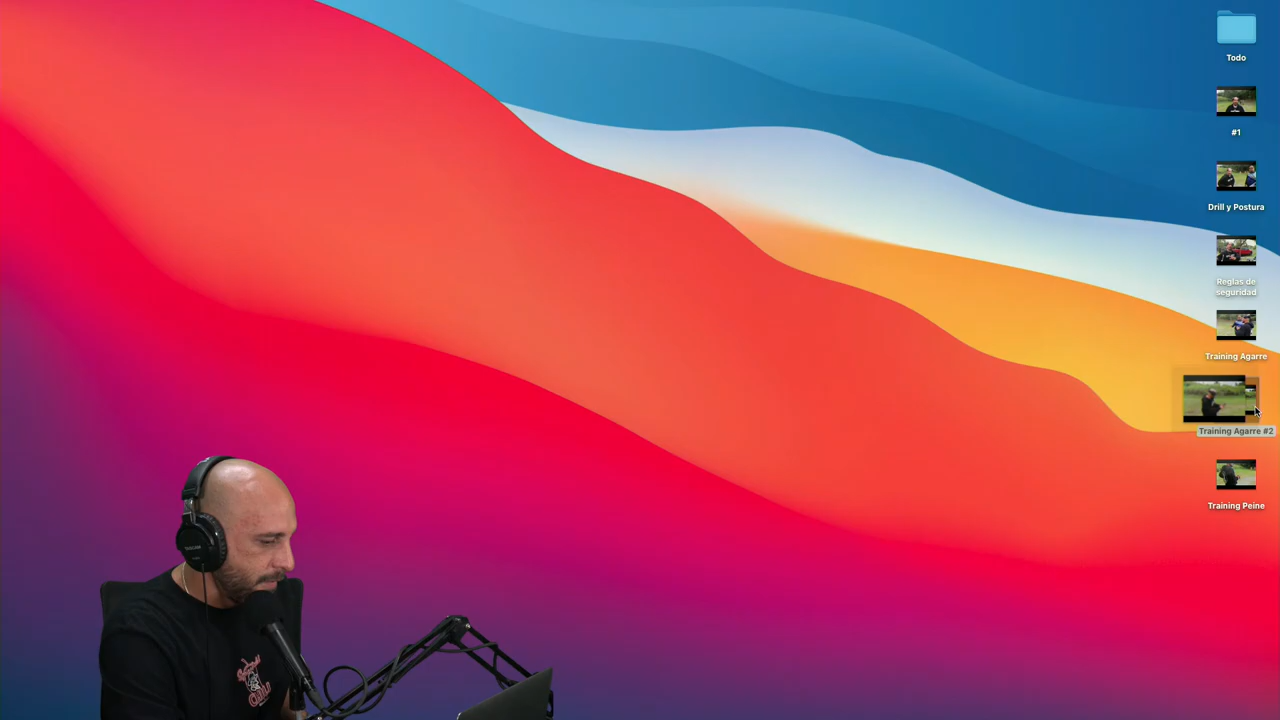 Todo
#1
Drill y Postura
Reglas de
seguridad
Training Agarre
Training Agarre #2
Training Peine